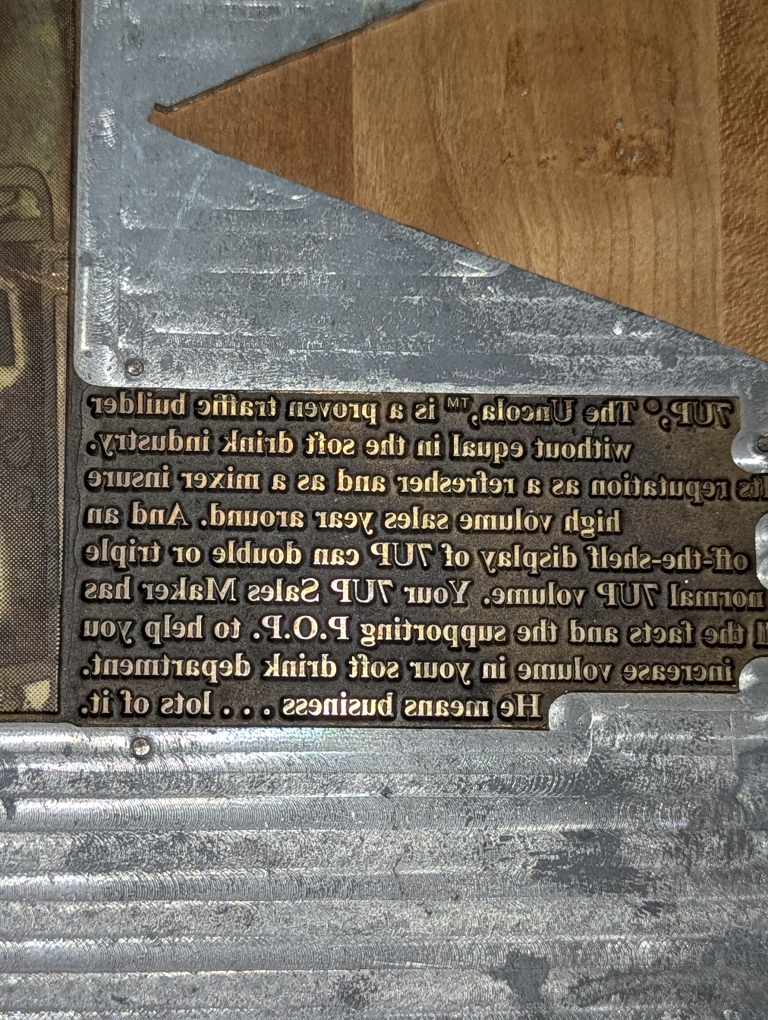 7UP,® The Uncola,™ is a proven traffic builder
without equal in the soft drink industry.
Its reputation as a refresher and as a mixer insure
high volume sales year around. And an
off-the-shelf display of 7UP can double or triple
normal 7UP volume. Your 7UP Sales Maker has
the facts and the supporting P.O.P. to help you
increase volume in your soft drink department.
He means business . . . lots of it.